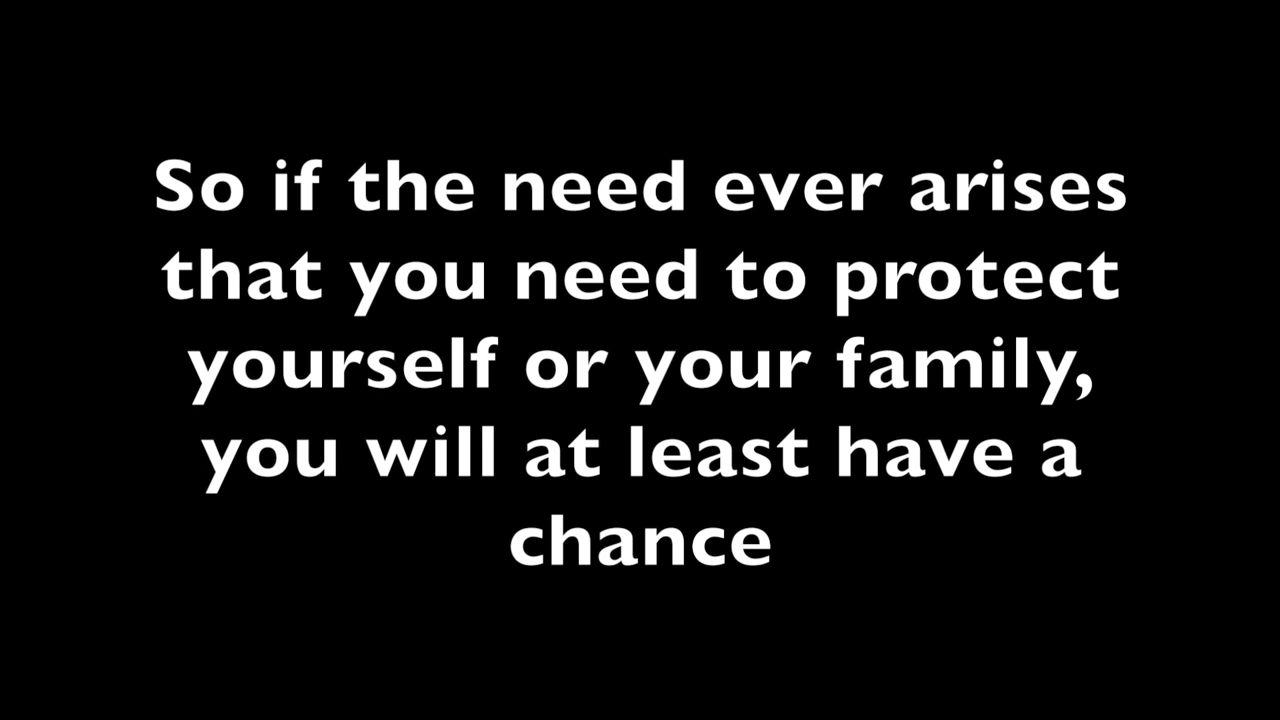 So if the need ever arises
that you need to protect
yourself or your family,
you will at least have a
chance